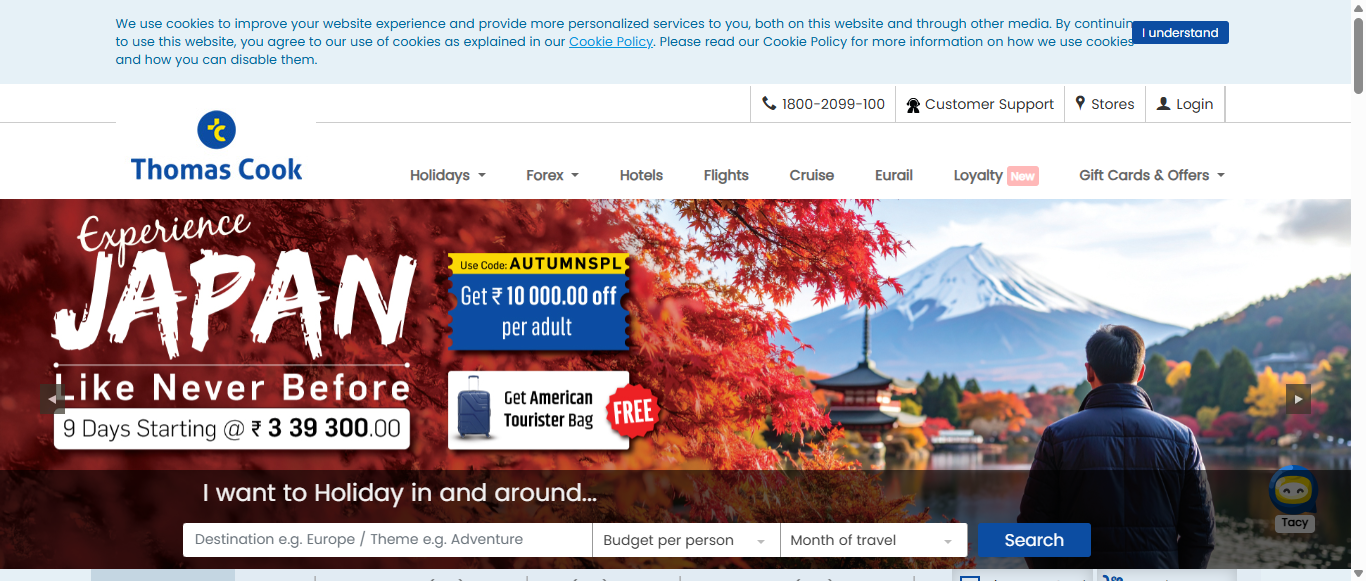 We use cookies to improve your website experience and provide more personalized services to you, both on this website and through other media. By continuin
to use this website, you agree to our use of cookies as explained in our Cookie Policy. Please read our Cookie Policy for more information on how we use cookies
and how you can disable them.
I understand
1800-2099-100
Customer Support
Stores
Login
Thomas Cook
Holidays
Forex
Hotels
Flights
Cruise
Eurail
Loyalty New
Gift Cards & Offers
Experience
JAPAN
Like Never Before
9 Days Starting @ ₹ 3 39 300.00
Use Code: AUTUMNSPL
Get ₹ 10 000.00 off
per adult
Get American
Tourister Bag
FREE
I want to Holiday in and around...
Destination e.g. Europe / Theme e.g. Adventure
Budget per person
Month of travel
Search
Tacy